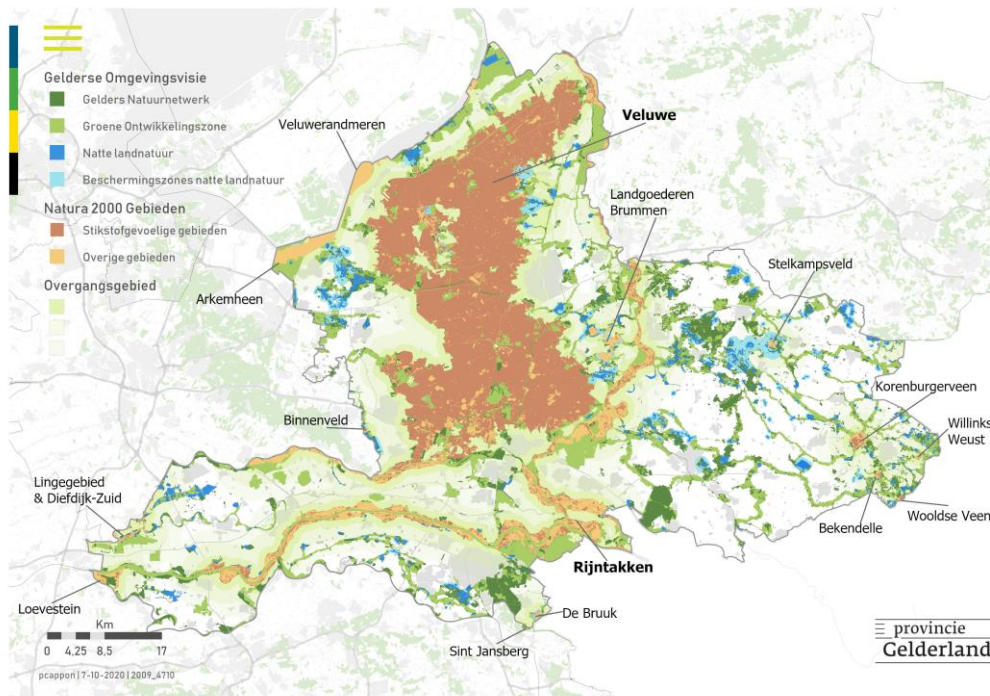 Gelderse Omgevingsvisie
Gelders Natuurnetwerk
Groene Ontwikkelingszone
Natte landnatuur
Beschermingszones natte landnatuur
Natura 2000 Gebieden
Stikstofgevoelige gebieden
Overige gebieden
Overgangsgebied
Veluwerandmeren
Veluwe
Landgoederen
Brummen
Stelkampsveld
Arkemheen
Korenburgerveen
Binnenveld
Willinks
Weust
Lingegebied
& Diefdijk-Zuid
Bekendelle
Wooldse Veen
Rijntakken
Loevestein
De Bruuk
Sint Jansberg
Km
0 4,25 8,5 17
pcappon | 7-10-2020 | 2009_4710
provincie
Gelderland